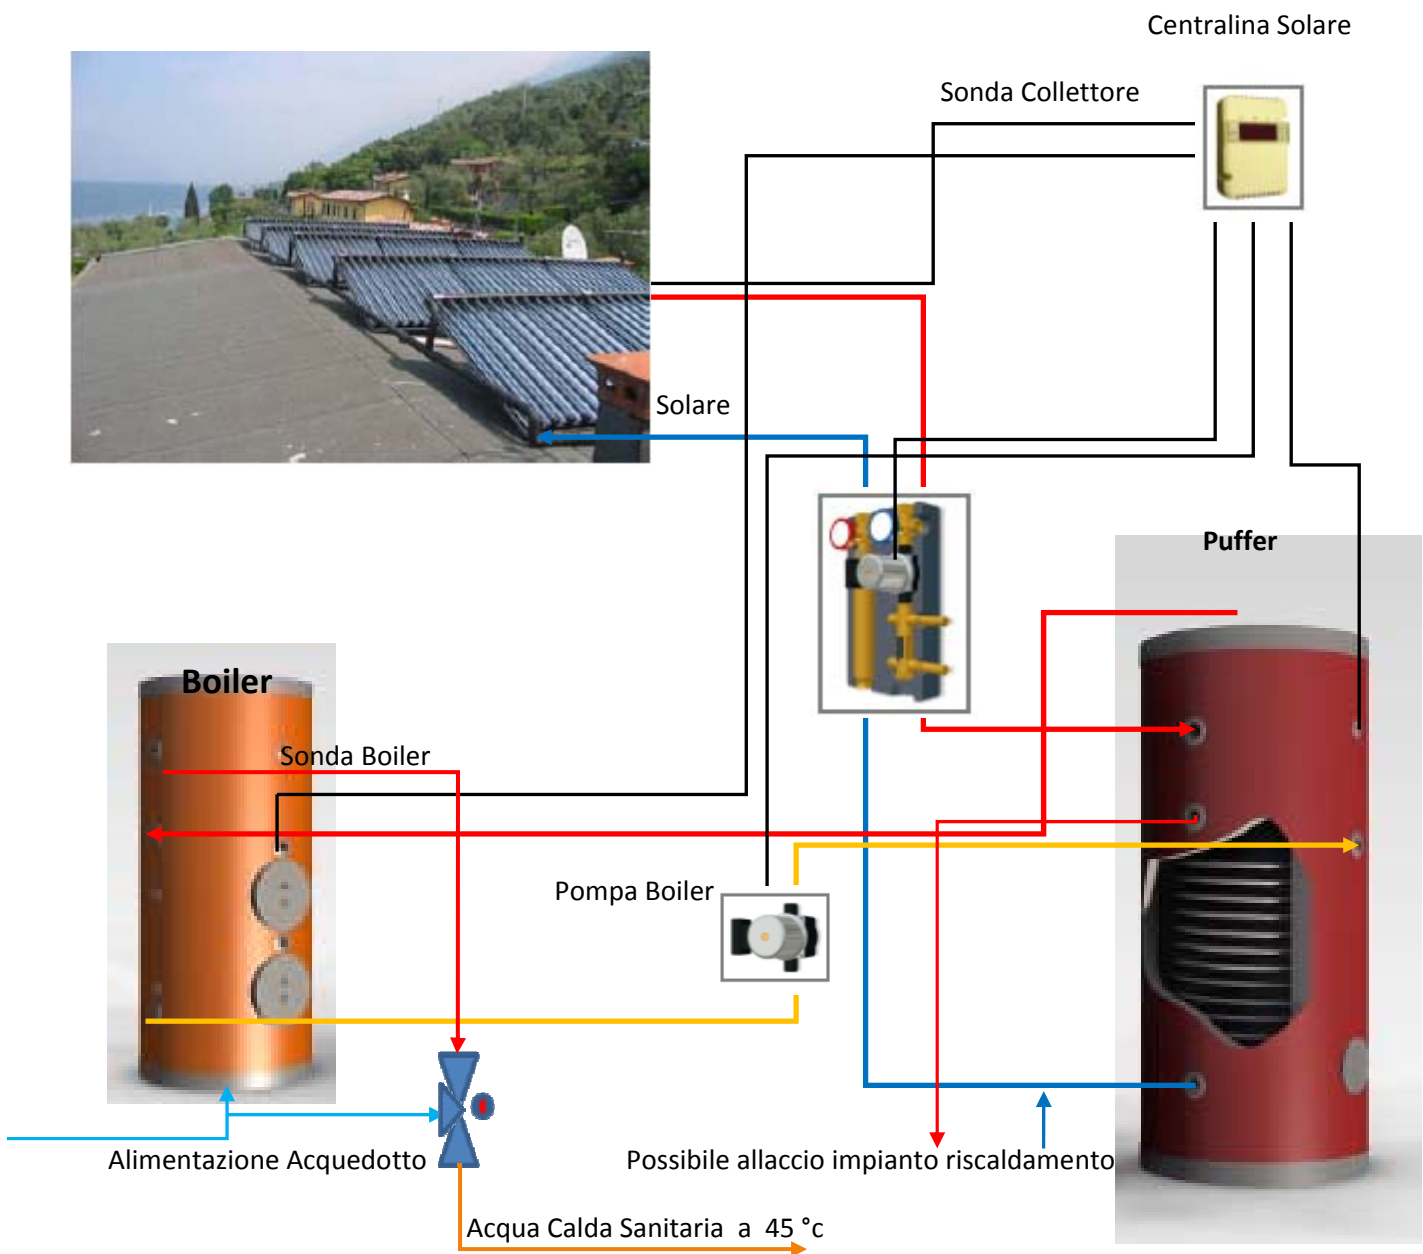 Centralina Solare
Sonda Collettore
Solare
Puffer
Boiler
Sonda Boiler
Pompa Boiler
Alimentazione Acquedotto
Possibile allaccio impianto riscaldamento
Acqua Calda Sanitaria a 45 °c